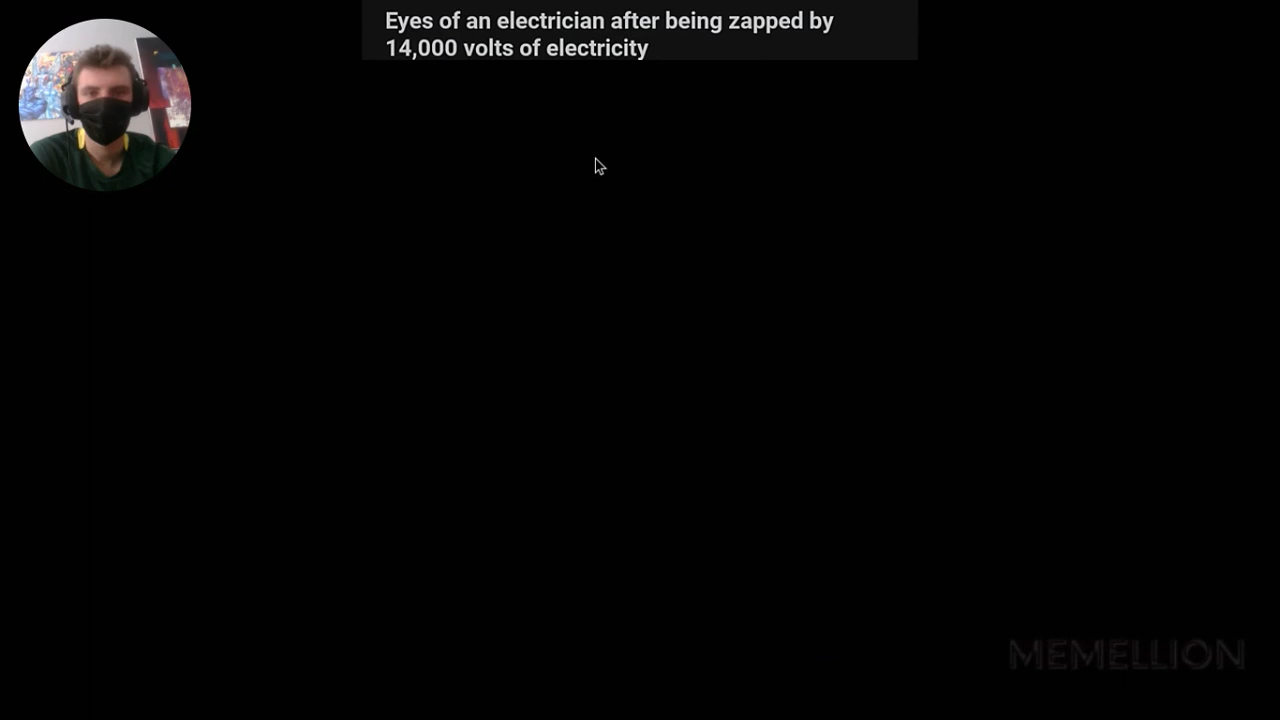 Eyes of an electrician after being zapped by
14,000 volts of electricity
MEMELLION